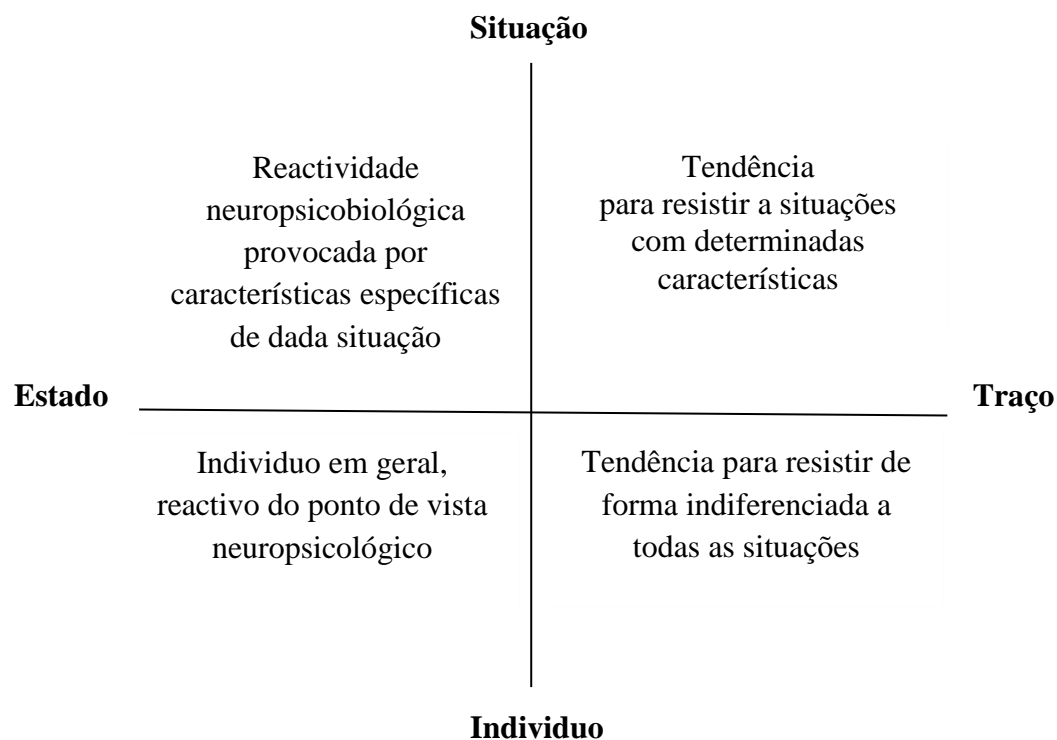 Situação
Reactividade
neuropsicobiológica
provocada por
características específicas
de dada situação
Tendência
para resistir a situações
com determinadas
características
Estado
Traço
Individuo em geral,
reactivo do ponto de vista
neuropsicológico
Tendência para resistir de
forma indiferenciada a
todas as situações
Individuo